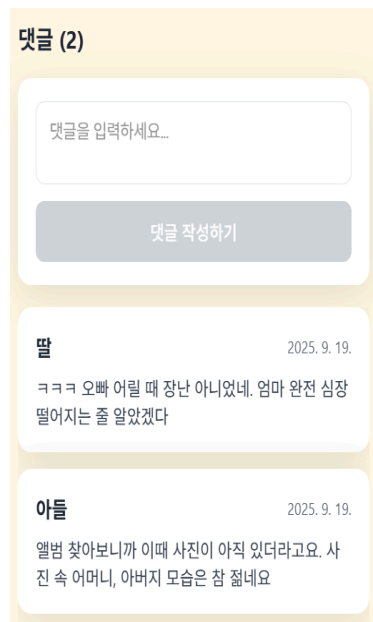 댓글 (2)
댓글을 입력하세요...
댓글 작성하기
딸
2025. 9. 19.
ㅋㅋㅋ 오빠 어릴 때 장난 아니었네. 엄마 완전 심장
떨어지는 줄 알았겠다
아들
2025. 9. 19.
앨범 찾아보니까 이때 사진이 아직 있더라고요. 사
진 속 어머니, 아버지 모습은 참 젊네요